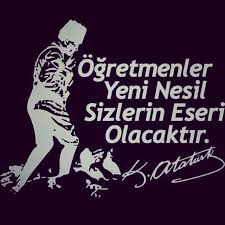 Öğretmenler
Yeni Nesil
Sizlerin Eseri
Olacaktır.
K. Atatürk